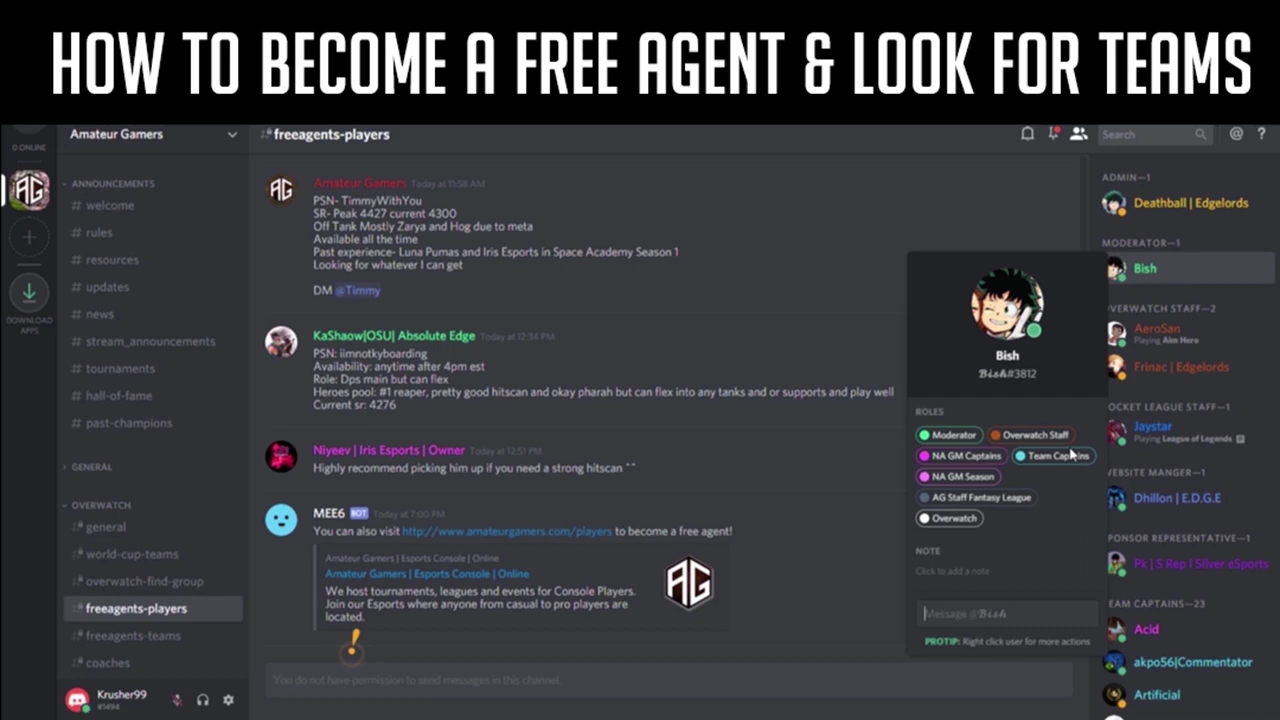 HOW TO BECOME A FREE AGENT & LOOK FOR TEAMS
0 ONLINE
AG
DOWNLOAD
APPS
Amateur Gamers
ANNOUNCEMENTS
# welcome
# rules
# resources
# updates
# news
# stream_announcements
# tournaments
# hall-of-fame
# past-champions
GENERAL
OVERWATCH
general
world-cup-teams
overwatch-find-group
freeagents-players
freeagents-teams
coaches
Krusher99
#1494
freeagents-players
Search
@ ?
AG
Amateur Gamers Today at 11:58 AM
PSN- TimmyWithYou
SR- Peak 4427 current 4300
Off Tank Mostly Zarya and Hog due to meta
Available all the time
Past experience- Luna Pumas and Iris Esports in Space Academy Season 1
Looking for whatever I can get
DM @Timmy
KaShaow|OSU| Absolute Edge Today at 12:34 PM
PSN: iimnotkyboarding
Availability: anytime after 4pm est
Role: Dps main but can flex
Heroes pool: #1 reaper, pretty good hitscan and okay pharah but can flex into any tanks and or supports and play well
Current sr: 4276
Niyeev | Iris Esports | Owner Today at 12:51 PM
Highly recommend picking him up if you need a strong hitscan ^^
MEE6 BOT Today at 7:00 PM
You can also visit http://www.amateurgamers.com/players to become a free agent!
Amateur Gamers | Esports Console | Online
Amateur Gamers | Esports Console | Online
We host tournaments, leagues and events for Console Players.
Join our Esports where anyone from casual to pro players are
located.
AG
You do not have permission to send messages in this channel.
Bish
Bish#3812
ROLES
Moderator
Overwatch Staff
NA GM Captains
Team Captains
NA GM Season
AG Staff Fantasy League
Overwatch
NOTE
Click to add a note
Message @Bish
PROTIP: Right click user for more actions
ADMIN—1
Deathball | Edgelords
MODERATOR—1
Bish
VERWATCH STAFF—2
AeroSan
Playing Aim Hero
Frinac | Edgelords
OCKET LEAGUE STAFF—1
Jaystar
Playing League of Legends
EBSITE MANGER—1
Dhillon | E.D.G.E
PONSOR REPRESENTATIVE—1
Pk | S Rep I Silver eSports
EAM CAPTAINS—23
Acid
akpo56|Commentator
Artificial